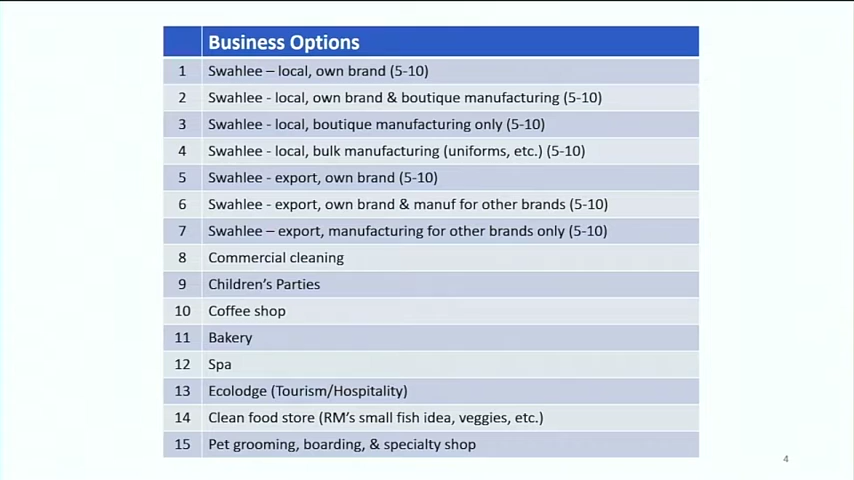 Business Options
1 Swahlee – local, own brand (5-10)
2 Swahlee - local, own brand & boutique manufacturing (5-10)
3 Swahlee - local, boutique manufacturing only (5-10)
4 Swahlee - local, bulk manufacturing (uniforms, etc.) (5-10)
5 Swahlee - export, own brand (5-10)
6 Swahlee - export, own brand & manuf for other brands (5-10)
7 Swahlee – export, manufacturing for other brands only (5-10)
8 Commercial cleaning
9 Children's Parties
10 Coffee shop
11 Bakery
12 Spa
13 Ecolodge (Tourism/Hospitality)
14 Clean food store (RM's small fish idea, veggies, etc.)
15 Pet grooming, boarding, & specialty shop
4